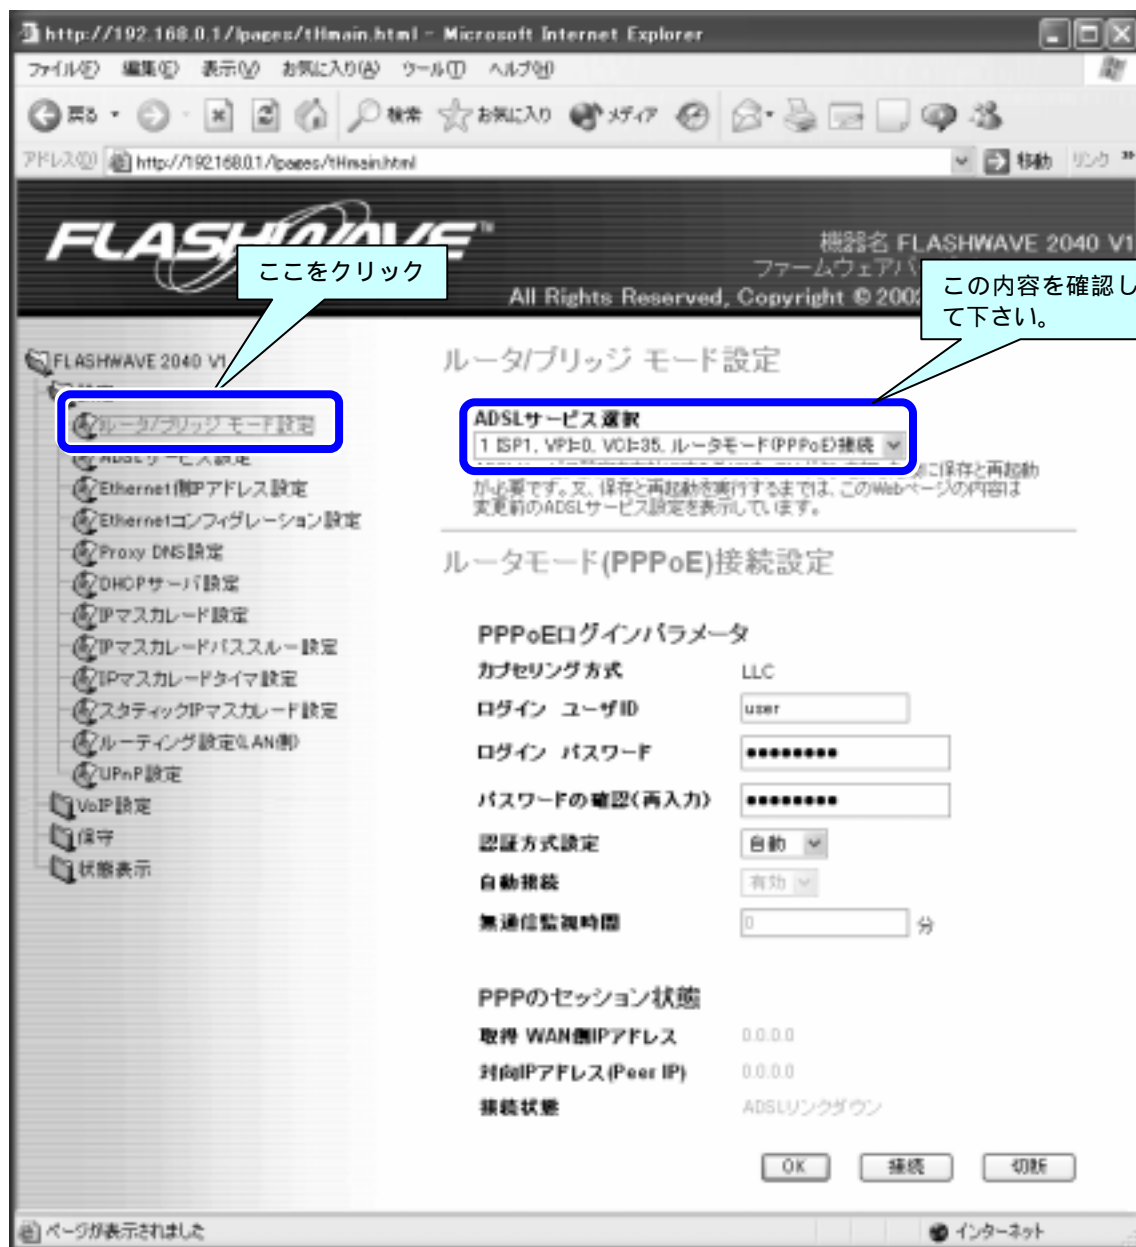 http://192.168.0.1/lpages/tHmain.html - Microsoft Internet Explorer
ファイル(F) 編集(E) 表示(V) お気に入り(A) ツール(T) ヘルプ(H)
戻る 検索 お気に入り メディア
アドレス(D) http://192.168.0.1/lpages/tHmain.html 移動 リンク »
FLASHWAVE™
機器名 FLASHWAVE 2040 V1
ファームウェアバ
All Rights Reserved, Copyright © 200
ここをクリック
この内容を確認し
て下さい。
FLASHWAVE 2040 V1
ルータ/ブリッジ モード設定
ADSLサービス設定
Ethernet側IPアドレス設定
Ethernetコンフィグレーション設定
Proxy DNS設定
DHCPサーバ設定
IPマスカレード設定
IPマスカレードパススルー設定
IPマスカレードタイマ設定
スタティックIPマスカレード設定
ルーティング設定(LAN側)
UPnP設定
VoIP設定
保守
状態表示
ルータ/ブリッジ モード設定
ADSLサービス選択
1 ISP1, VPI=0, VCI=35, ルータモード(PPPoE)接続
に保存と再起動
が必要です。又、保存と再起動を実行するまでは、このWebページの内容は
変更前のADSLサービス設定を表示しています。
ルータモード(PPPoE)接続設定
PPPoEログインパラメータ
カプセリング方式 LLC
ログイン ユーザID user
ログイン パスワード ●●●●●●●●
パスワードの確認(再入力) ●●●●●●●●
認証方式設定 自動
自動接続 有効
無通信監視時間 0 分
PPPのセッション状態
取得 WAN側IPアドレス 0.0.0.0
対向IPアドレス(Peer IP) 0.0.0.0
接続状態 ADSLリンクダウン
OK 接続 切断
ページが表示されました インターネット